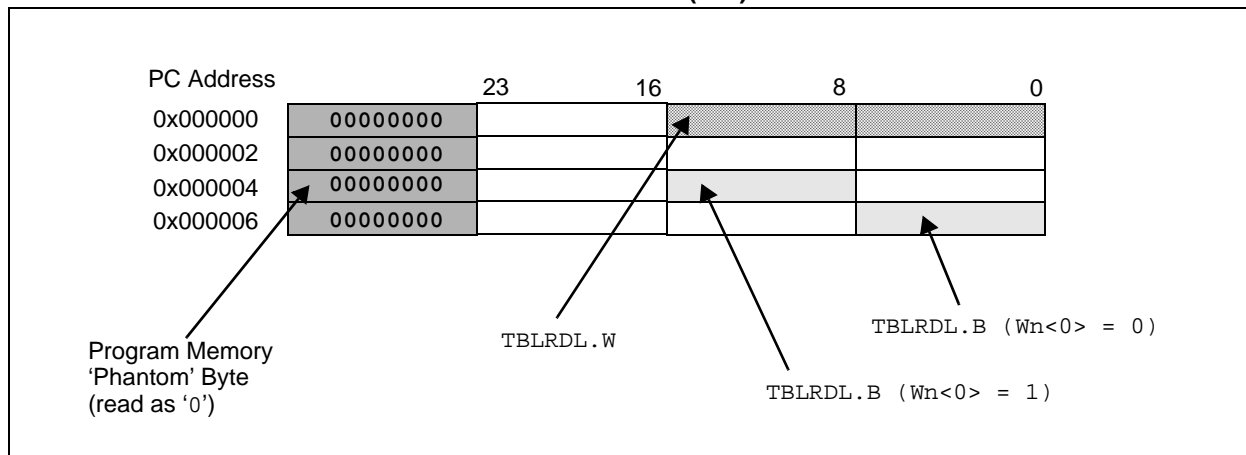 PC Address
23 16 8 0
0x000000 00000000
0x000002 00000000
0x000004 00000000
0x000006 00000000
TBLRDL.W
TBLRDL.B (Wn<0> = 0)
Program Memory
‘Phantom’ Byte
(read as ‘0’)
TBLRDL.B (Wn<0> = 1)